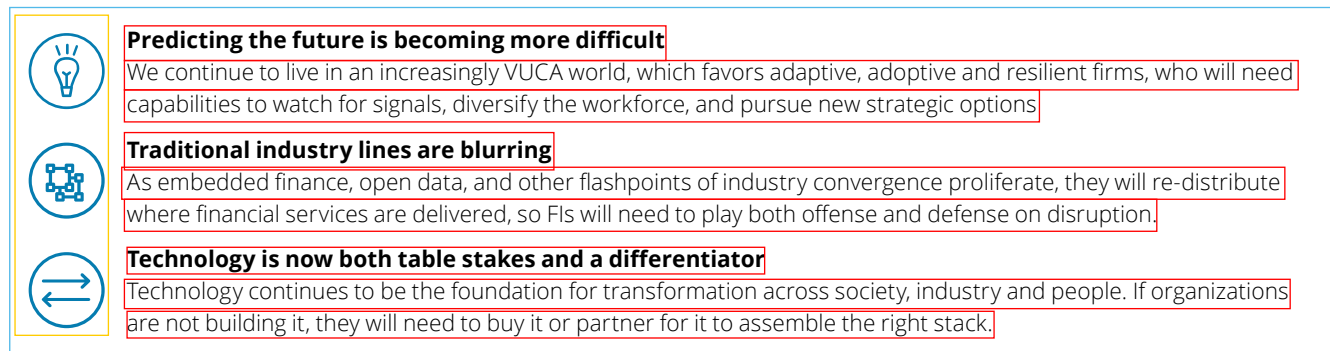 Predicting the future is becoming more difficult
We continue to live in an increasingly VUCA world, which favors adaptive, adoptive and resilient firms, who will need
capabilities to watch for signals, diversify the workforce, and pursue new strategic options
Traditional industry lines are blurring
As embedded finance, open data, and other flashpoints of industry convergence proliferate, they will re-distribute
where financial services are delivered, so FIs will need to play both offense and defense on disruption.
Technology is now both table stakes and a differentiator
Technology continues to be the foundation for transformation across society, industry and people. If organizations
are not building it, they will need to buy it or partner for it to assemble the right stack.